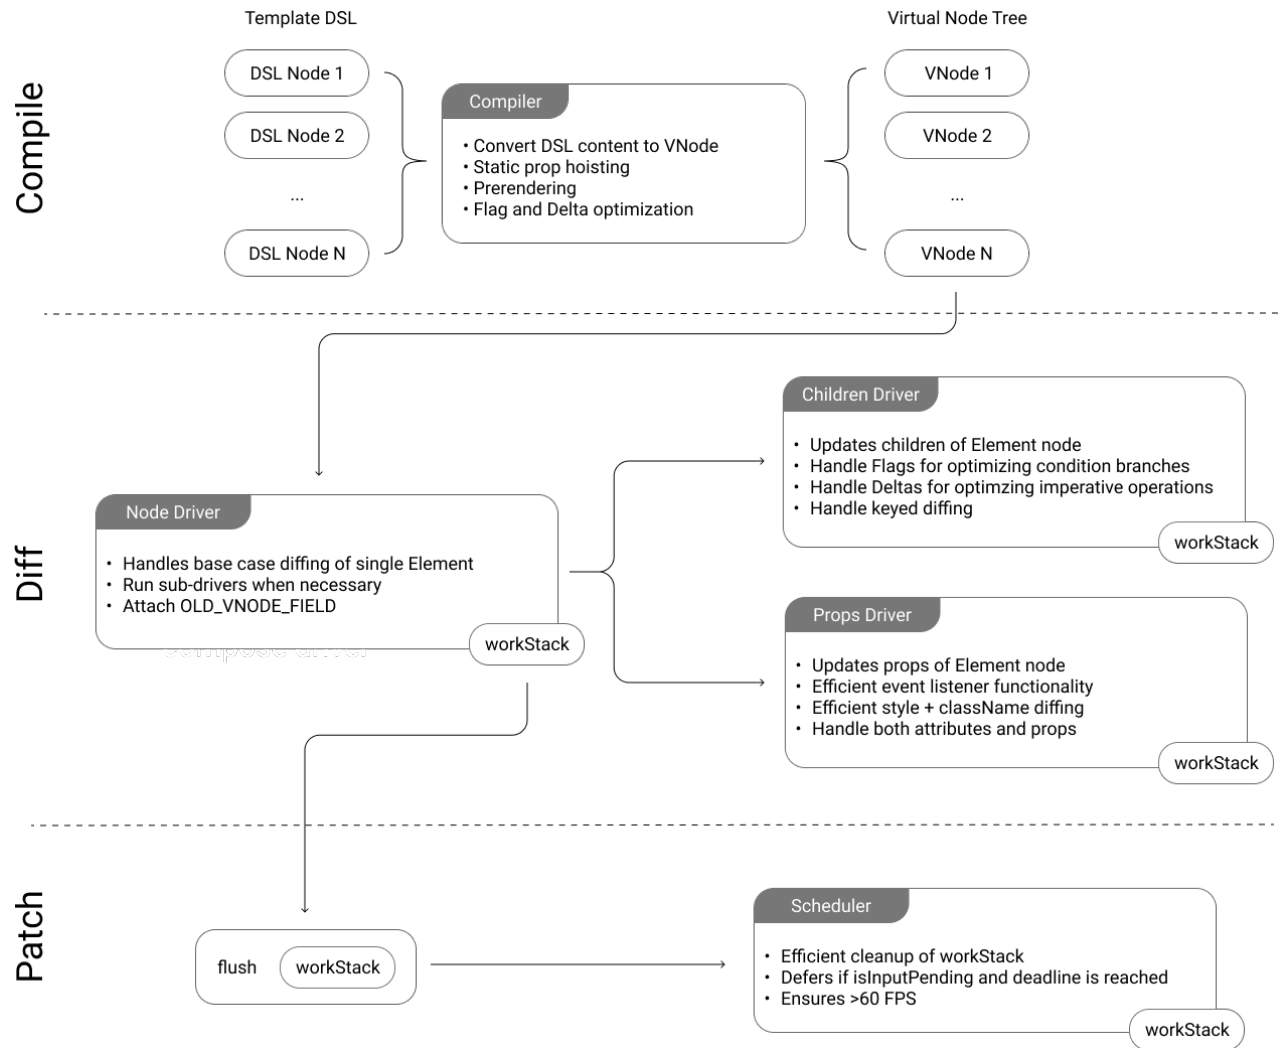 Template DSL
Virtual Node Tree
Compile
DSL Node 1
DSL Node 2
...
DSL Node N
Compiler
• Convert DSL content to VNode
• Static prop hoisting
• Prerendering
• Flag and Delta optimization
VNode 1
VNode 2
...
VNode N
Diff
Node Driver
• Handles base case diffing of single Element
• Run sub-drivers when necessary
• Attach OLD_VNODE_FIELD
workStack
Children Driver
• Updates children of Element node
• Handle Flags for optimizing condition branches
• Handle Deltas for optimzing imperative operations
• Handle keyed diffing
workStack
Props Driver
• Updates props of Element node
• Efficient event listener functionality
• Efficient style + className diffing
• Handle both attributes and props
workStack
Patch
flush workStack
Scheduler
• Efficient cleanup of workStack
• Defers if isInputPending and deadline is reached
• Ensures >60 FPS
workStack